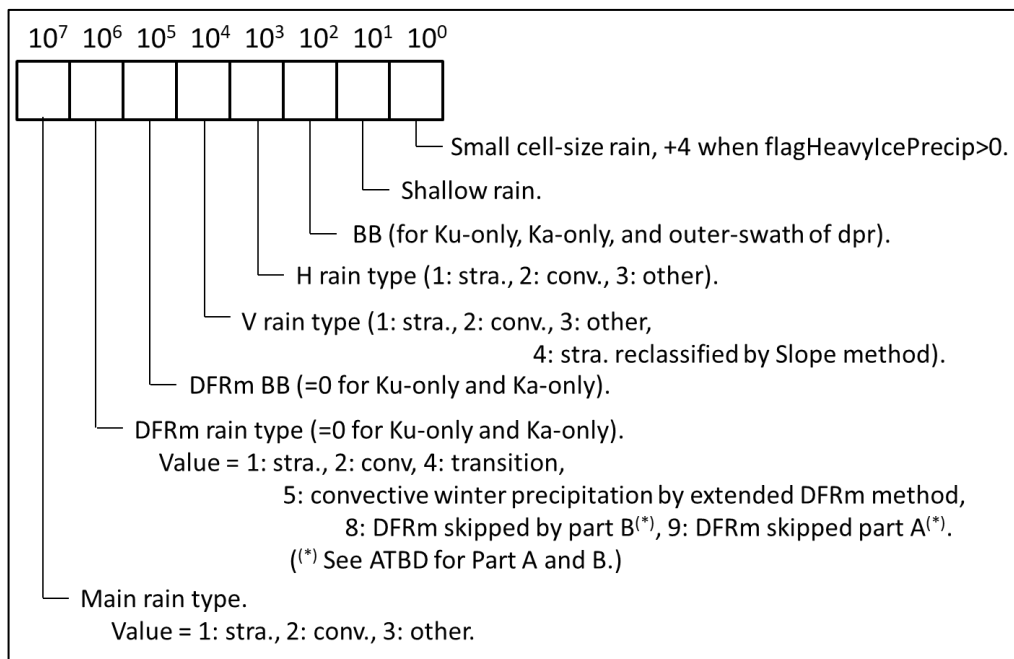 10⁷ 10⁶ 10⁵ 10⁴ 10³ 10² 10¹ 10⁰
Small cell-size rain, +4 when flagHeavyIcePrecip>0.
Shallow rain.
BB (for Ku-only, Ka-only, and outer-swath of dpr).
H rain type (1: stra., 2: conv., 3: other).
V rain type (1: stra., 2: conv., 3: other,
4: stra. reclassified by Slope method).
DFRm BB (=0 for Ku-only and Ka-only).
DFRm rain type (=0 for Ku-only and Ka-only).
Value = 1: stra., 2: conv, 4: transition,
5: convective winter precipitation by extended DFRm method,
8: DFRm skipped by part B⁽*⁾, 9: DFRm skipped part A⁽*⁾.
(⁽*⁾ See ATBD for Part A and B.)
Main rain type.
Value = 1: stra., 2: conv., 3: other.